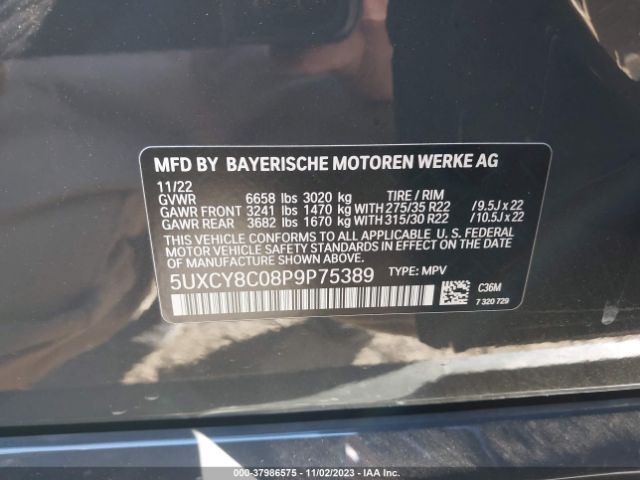 MFD BY BAYERISCHE MOTOREN WERKE AG
11/22
GVWR 6658 lbs 3020 kg TIRE / RIM
GAWR FRONT 3241 lbs 1470 kg WITH 275/35 R22 / 9.5J x 22
GAWR REAR 3682 lbs 1670 kg WITH 315/30 R22 / 10.5J x 22
THIS VEHICLE CONFORMS TO ALL APPLICABLE U. S. FEDERAL
MOTOR VEHICLE SAFETY STANDARDS IN EFFECT ON THE
DATE OF MANUFACTURE SHOWN ABOVE.
5UXCY8C08P9P75389 TYPE: MPV
C36M
7 320 729
000-37986575 | 11/02/2023 | IAA Inc.